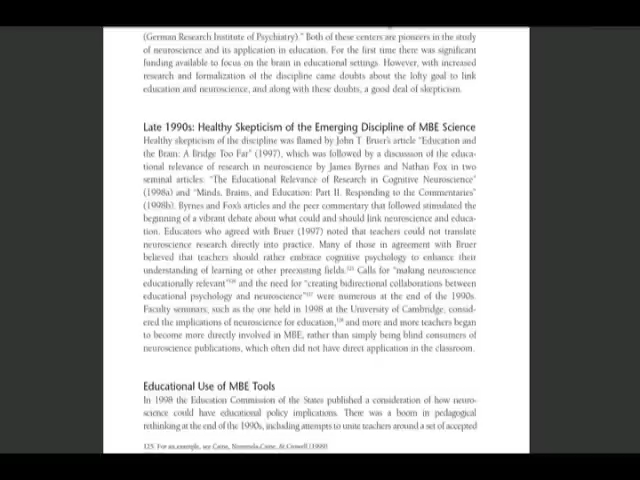 (German Research Institute of Psychiatry)." Both of these centers are pioneers in the study
of neuroscience and its application in education. For the first time there was significant
funding available to focus on the brain in educational settings. However, with increased
research and formalization of the discipline came doubts about the lofty goal to link
education and neuroscience, and along with these doubts, a good deal of skepticism.
Late 1990s: Healthy Skepticism of the Emerging Discipline of MBE Science
Healthy skepticism of the discipline was flamed by John T. Bruer's article "Education and
the Brain: A Bridge Too Far" (1997), which was followed by a discussion of the educa-
tional relevance of research in neuroscience by James Byrnes and Nathan Fox in two
seminal articles: "The Educational Relevance of Research in Cognitive Neuroscience"
(1998a) and "Minds, Brains, and Education: Part II. Responding to the Commentaries"
(1998b). Byrnes and Fox's articles and the peer commentary that followed stimulated the
beginning of a vibrant debate about what could and should link neuroscience and educa-
tion. Educators who agreed with Bruer (1997) noted that teachers could not translate
neuroscience research directly into practice. Many of those in agreement with Bruer
believed that teachers should rather embrace cognitive psychology to enhance their
understanding of learning or other preexisting fields.125 Calls for "making neuroscience
educationally relevant"126 and the need for "creating bidirectional collaborations between
educational psychology and neuroscience"127 were numerous at the end of the 1990s.
Faculty seminars, such as the one held in 1998 at the University of Cambridge, consid-
ered the implications of neuroscience for education,128 and more and more teachers began
to become more directly involved in MBE, rather than simply being blind consumers of
neuroscience publications, which often did not have direct application in the classroom.
Educational Use of MBE Tools
In 1998 the Education Commission of the States published a consideration of how neuro-
science could have educational policy implications. There was a boom in pedagogical
rethinking at the end of the 1990s, including attempts to unite teachers around a set of accepted
125. For an example, see Caine, Nummela-Caine, & Crowell (1999)